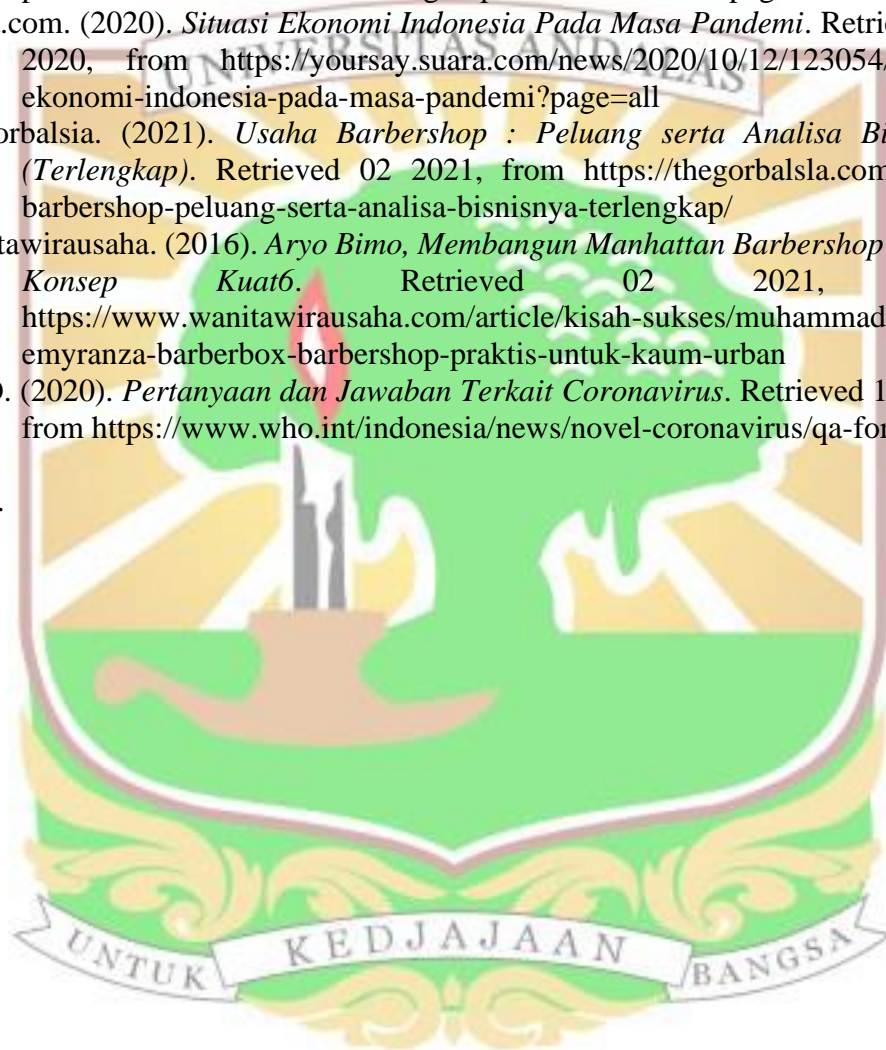 .com. (2020). Situasi Ekonomi Indonesia Pada Masa Pandemi.
2020, from https://yoursay.suara.com/news/2020/10/12/123054/
ekonomi-indonesia-pada-masa-pandemi?page=all
orbalsia. (2021). Usaha Barbershop : Peluang serta Analisa
(Terlengkap). Retrieved 02 2021, from https://thegorbalsla.com
barbershop-peluang-serta-analisa-bisnisnya-terlengkap/
tawirausaha. (2016). Aryo Bimo, Membangun Manhattan Barbershop
Konsep Kuat6. Retrieved 02 2021,
https://www.wanitawirausaha.com/article/kisah-sukses/muhammad
emyranza-barberbox-barbershop-praktis-untuk-kaum-urban
. (2020). Pertanyaan dan Jawaban Terkait Coronavirus. Retrieved
from https://www.who.int/indonesia/news/novel-coronavirus/qa-for
.
UNIVERSITAS ANDALAS
UNTUK KEDJAJAAN BANGSA